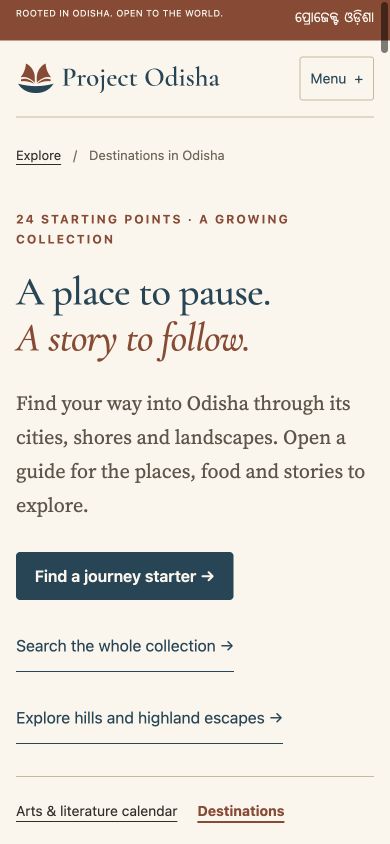 ROOTED IN ODISHA. OPEN TO THE WORLD.
ପ୍ରୋଜେକ୍ଟ ଓଡ଼ିଶା
Project Odisha
Menu +
Explore / Destinations in Odisha
24 STARTING POINTS · A GROWING
COLLECTION
A place to pause.
A story to follow.
Find your way into Odisha through its
cities, shores and landscapes. Open a
guide for the places, food and stories to
explore.
Find a journey starter →
Search the whole collection →
Explore hills and highland escapes →
Arts & literature calendar
Destinations